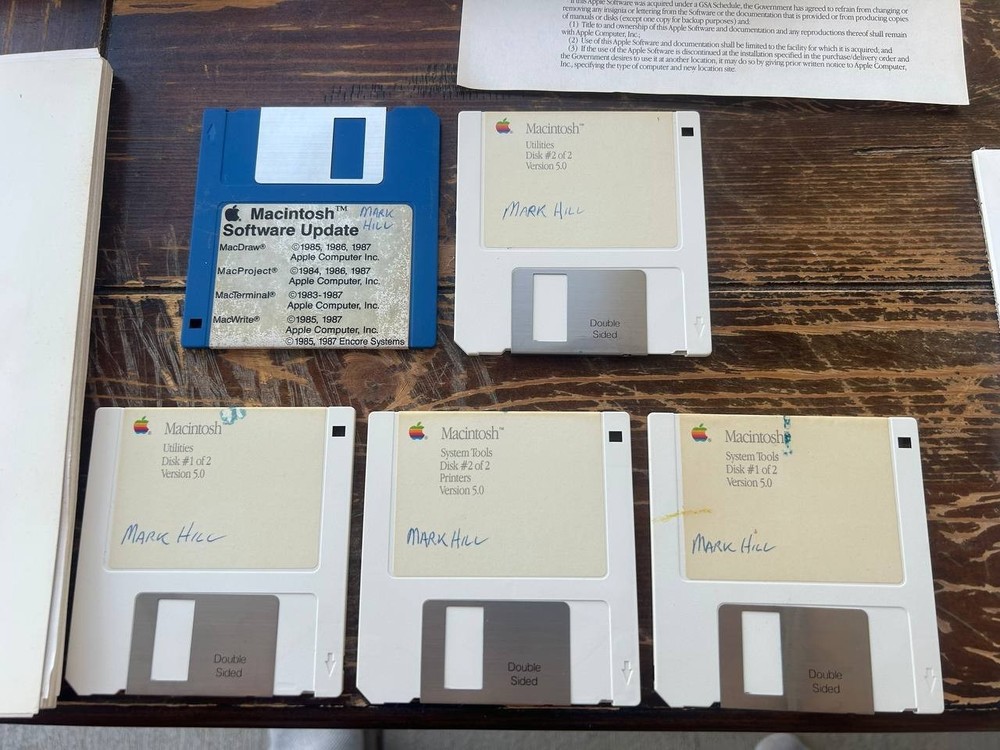 If this Apple Software was acquired under a GSA Schedule, the Government has agreed to refrain from changing or
removing any insignia or lettering from the Software or the documentation that is provided or from producing copies
of manuals or disks (except one copy for backup purposes) and:
(1) Title to and ownership of this Apple Software and documentation and any reproductions thereof shall remain
with Apple Computer, Inc.;
(2) Use of this Apple Software and documentation shall be limited to the facility for which it is acquired; and
(3) If the use of the Apple Software is discontinued at the installation specified in the purchase/delivery order and
the Government desires to use it at another location, it may do so by giving prior written notice to Apple Computer,
Inc., specifying the type of computer and new location site.
Macintosh™ MARK
Software Update HILL
MacDraw® ©1985, 1986, 1987
Apple Computer Inc.
MacProject® ©1984, 1986, 1987
Apple Computer, Inc.
MacTerminal® ©1983-1987
Apple Computer, Inc.
MacWrite® ©1985, 1987
Apple Computer, Inc.
©1985, 1987 Encore Systems
Macintosh™
Utilities
Disk #2 of 2
Version 5.0
MARK HILL
Double
Sided
Macintosh
Utilities
Disk #1 of 2
Version 5.0
MARK HILL
Double
Sided
Macintosh™
System Tools
Disk #2 of 2
Printers
Version 5.0
MARK HILL
Double
Sided
Macintosh
System Tools
Disk #1 of 2
Version 5.0
MARK HILL
Double
Sided